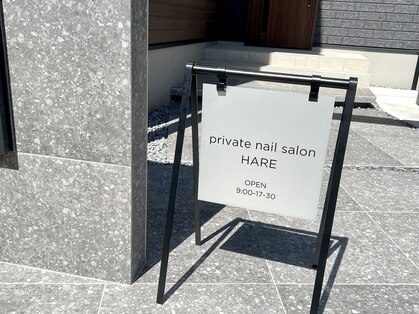 private nail salon
HARE
OPEN
9:00-17-30